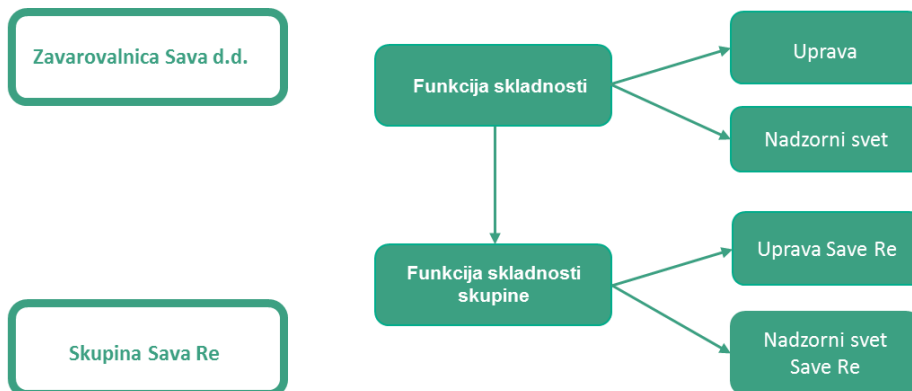 Zavarovalnica Sava d.d.
Funkcija skladnosti
Uprava
Nadzorni svet
Funkcija skladnosti
skupine
Uprava Save Re
Skupina Sava Re
Nadzorni svet
Save Re